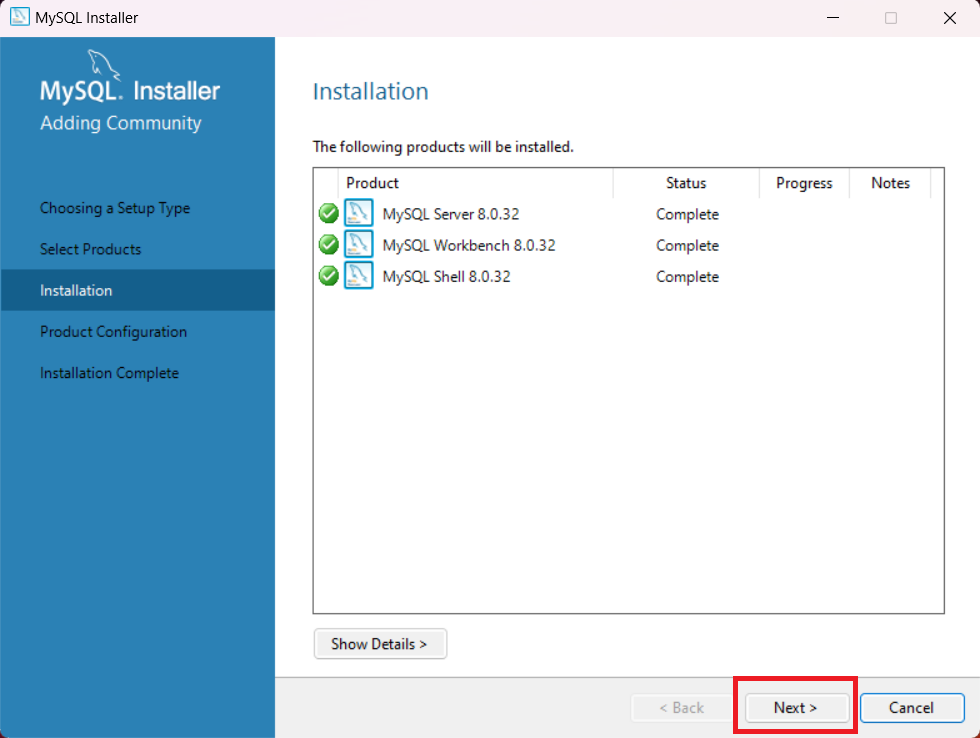 MySQL Installer
MySQL. Installer
Adding Community
Choosing a Setup Type
Select Products
Installation
Product Configuration
Installation Complete
Installation
The following products will be installed.
Product Status Progress Notes
MySQL Server 8.0.32 Complete
MySQL Workbench 8.0.32 Complete
MySQL Shell 8.0.32 Complete
Show Details >
< Back Next > Cancel